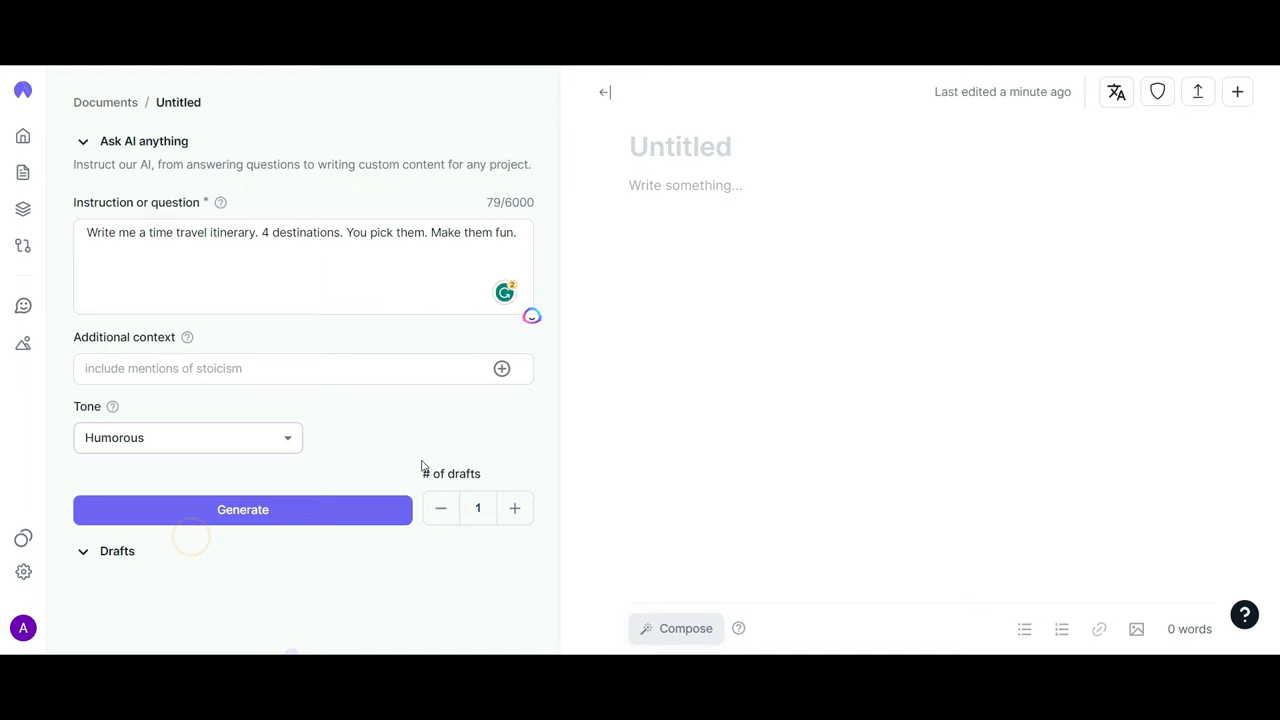 Documents / Untitled
Last edited a minute ago
Ask AI anything
Instruct our AI, from answering questions to writing custom content for any project.
Untitled
Write something...
Instruction or question * 79/6000
Write me a time travel itinerary. 4 destinations. You pick them. Make them fun.
2
Additional context
include mentions of stoicism
Tone
Humorous
# of drafts
Generate
1
Drafts
A
Compose
0 words